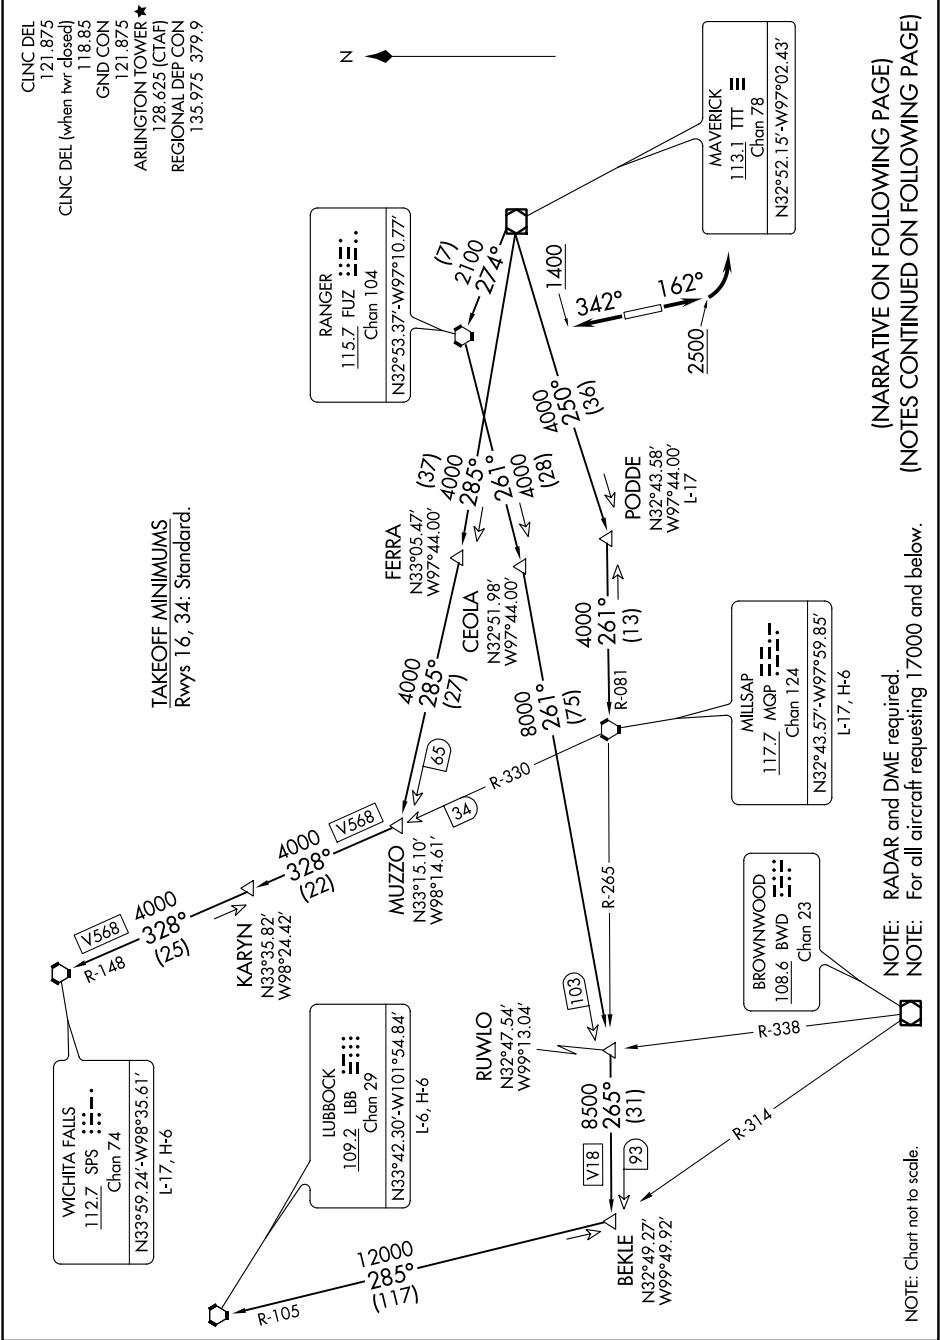 CLNC DEL
121.875
CLNC DEL (when twr closed)
118.85
GND CON
121.875
ARLINGTON TOWER ★
128.625 (CTAF)
REGIONAL DEP CON
135.975 379.9
TAKEOFF MINIMUMS
Rwys 16, 34: Standard.
N
WICHITA FALLS
112.7 SPS
Chan 74
N33°59.24'-W98°35.61'
L-17, H-6
R-148
V568
4000
328°
(25)
KARYN
N33°35.82'
W98°24.42'
4000
328°
(22)
V568
MUZZO
N33°15.10'
W98°14.61'
65
34
R-330
4000
285°
(27)
FERRA
N33°05.47'
W97°44.00'
(37)
4000
285°
RANGER
115.7 FUZ
Chan 104
N32°53.37'-W97°10.77'
(7)
2100
274°
261°
4000
(28)
CEOLA
N32°51.98'
W97°44.00'
8000
261°
(75)
MAVERICK
113.1 TTT
Chan 78
N32°52.15'-W97°02.43'
1400
342°
162°
2500
4000
250°
(36)
PODDE
N32°43.58'
W97°44.00'
L-17
4000
261°
(13)
R-081
MILLSAP
117.7 MQP
Chan 124
N32°43.57'-W97°59.85'
L-17, H-6
R-265
LUBBOCK
109.2 LBB
Chan 29
N33°42.30'-W101°54.84'
L-6, H-6
R-105
12000
285°
(117)
BEKLE
N32°49.27'
W99°49.92'
V18
93
8500
265°
(31)
RUWLO
N32°47.54'
W99°13.04'
103
BROWNWOOD
108.6 BWD
Chan 23
R-338
R-314
NOTE: RADAR and DME required.
NOTE: For all aircraft requesting 17000 and below.
NOTE: Chart not to scale.
(NARRATIVE ON FOLLOWING PAGE)
(NOTES CONTINUED ON FOLLOWING PAGE)